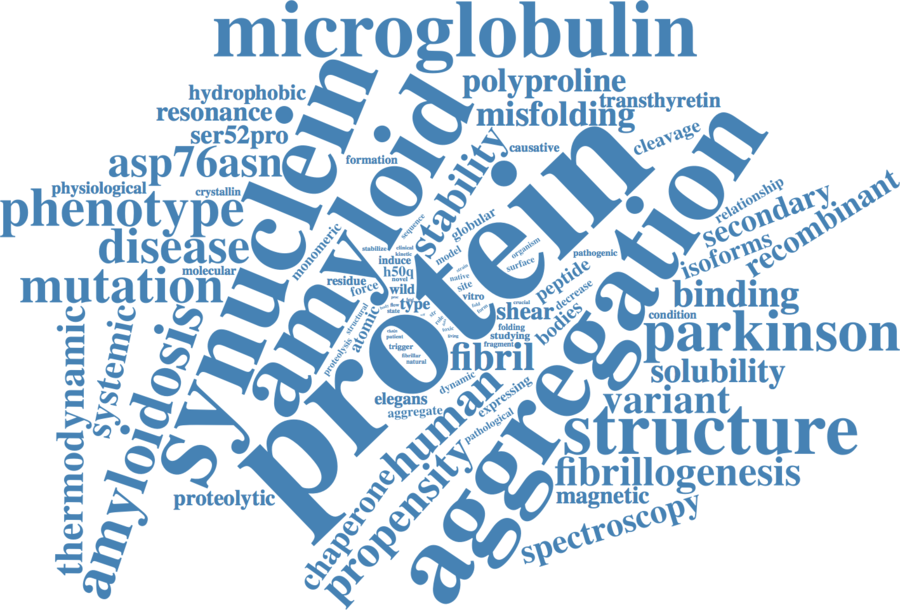 microglobulin
polyproline
hydrophobic
transthyretin
resonance
misfolding
ser52pro
cleavage
causative
asp76asn
formation
synuclein
amyloid
protein
aggregation
stability
physiological
crystallin
phenotype
relationship
secondary
recombinant
isoforms
sequence
globular
organism
pathogenic
disease
monomeric
stabilize
clinical
kinetic
model
surface
induce
molecular
h50q
native
novel
peptide
mutation
residue
force
wild
site
vitro
decrease
binding
type
state
shear
crucial
condition
bodies
atomic
structural
proteolysis
folding
studying
fragment
parkinson
thermodynamic
systemic
amyloidosis
patient
trigger
fibrillar
natural
fibril
solubility
dynamic
human
expressing
elegans
aggregate
variant
pathological
structure
fibrillogenesis
propensity
chaperone
proteolytic
magnetic
spectroscopy